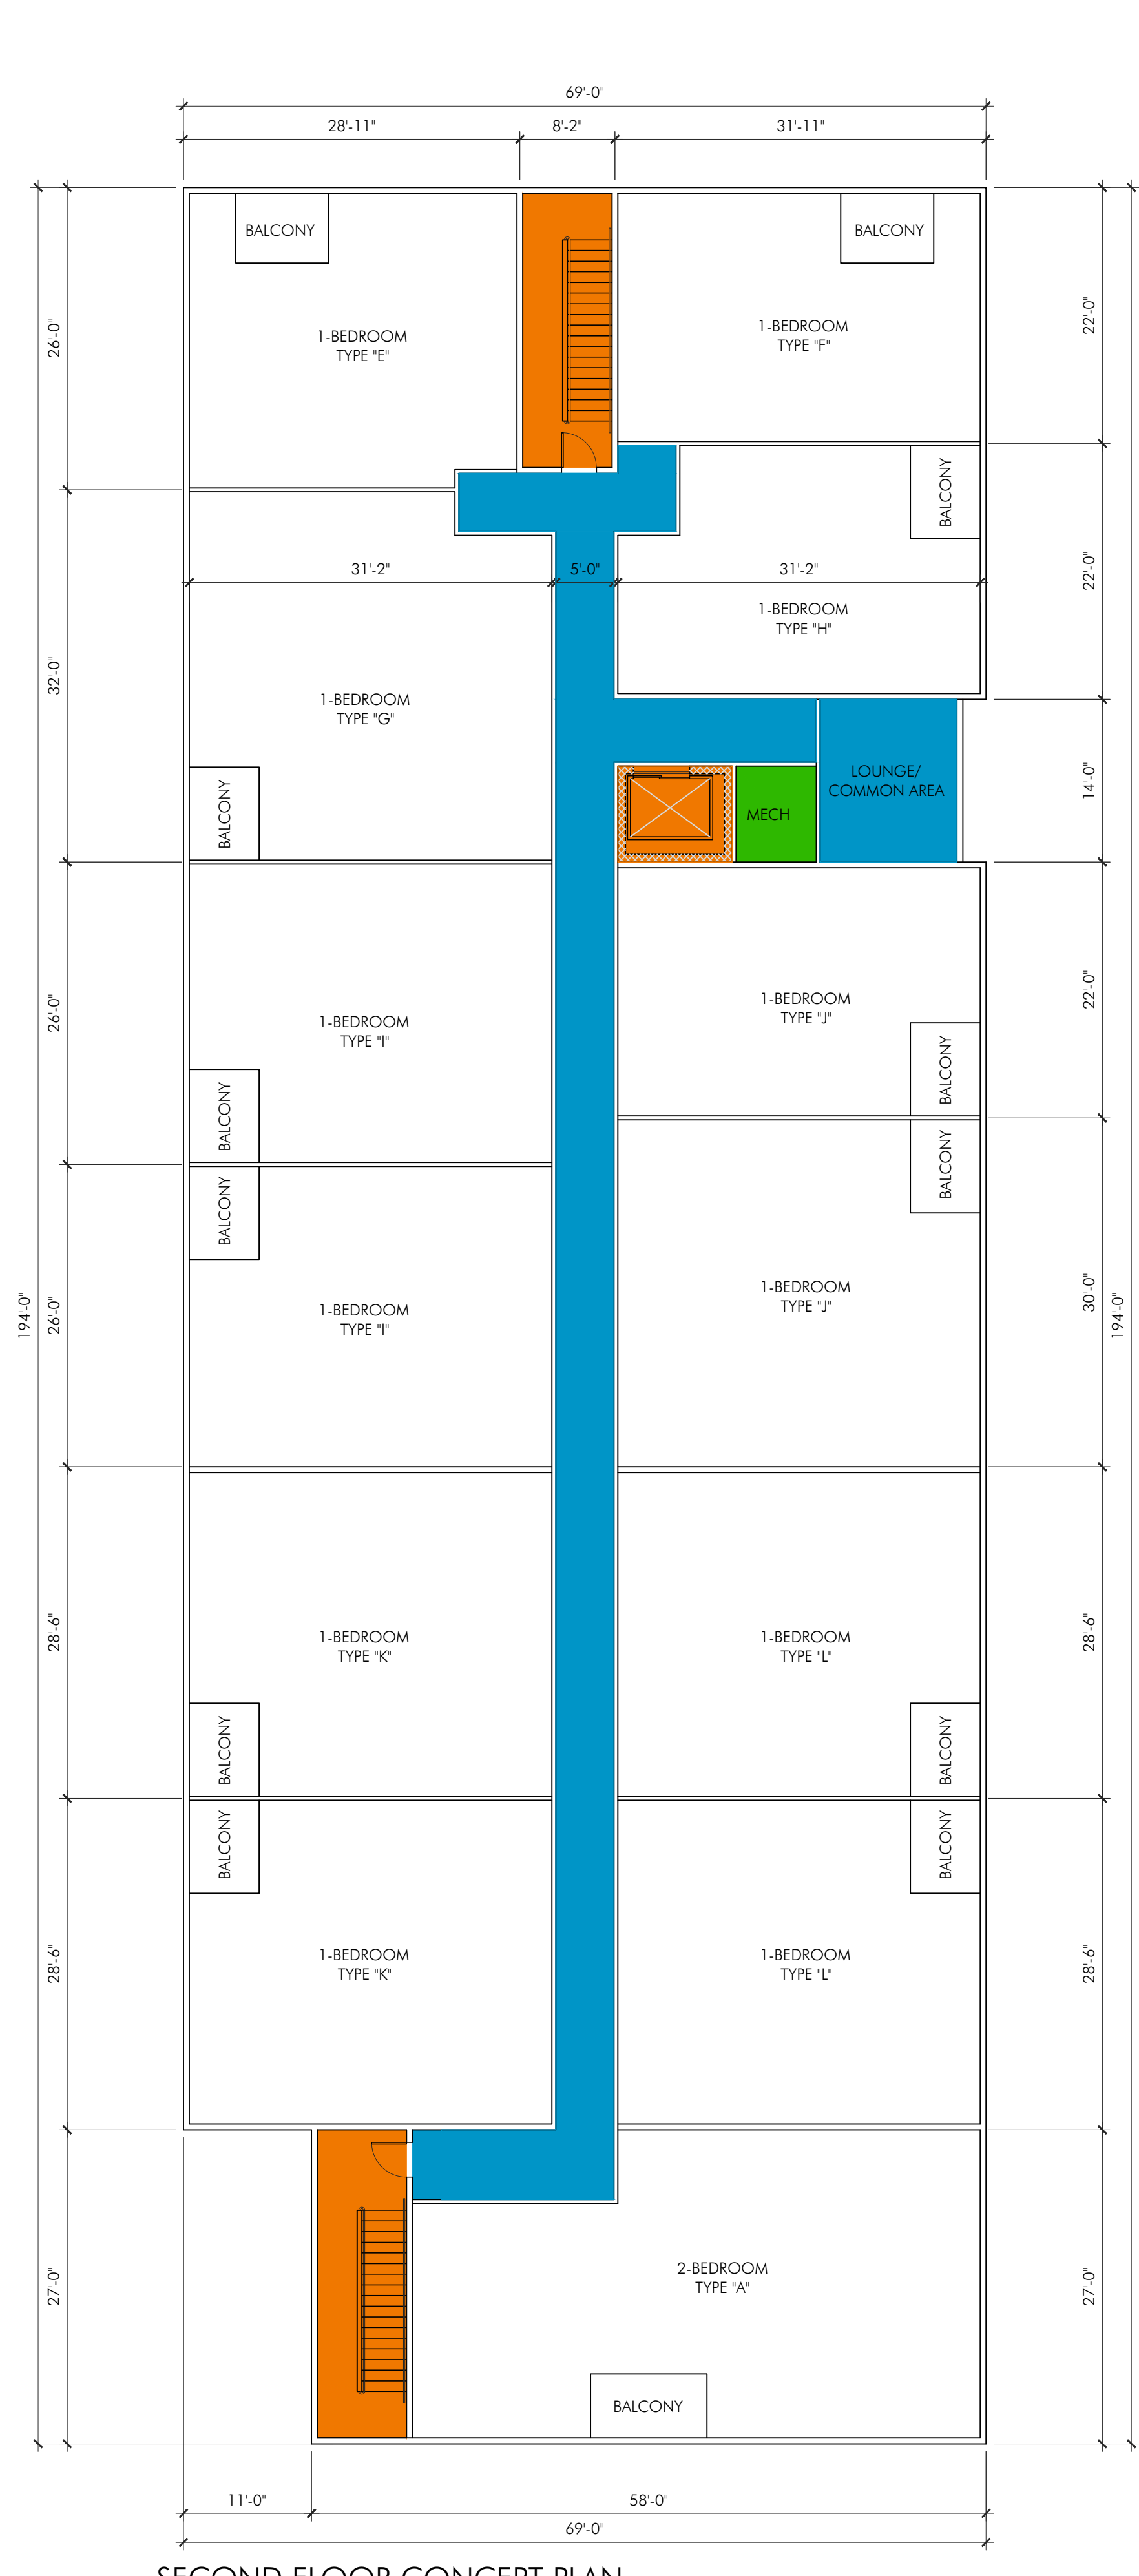 69'-0"
28'-11"
8'-2"
31'-11"
BALCONY
BALCONY
26'-0"
22'-0"
1-BEDROOM
TYPE "E"
1-BEDROOM
TYPE "F"
BALCONY
31'-2"
5'-0"
31'-2"
22'-0"
1-BEDROOM
TYPE "H"
32'-0"
1-BEDROOM
TYPE "G"
BALCONY
LOUNGE/
COMMON AREA
MECH
14'-0"
26'-0"
1-BEDROOM
TYPE "I"
BALCONY
1-BEDROOM
TYPE "J"
BALCONY
22'-0"
BALCONY
BALCONY
194'-0"
26'-0"
1-BEDROOM
TYPE "I"
1-BEDROOM
TYPE "J"
30'-0"
194'-0"
28'-6"
1-BEDROOM
TYPE "K"
1-BEDROOM
TYPE "L"
28'-6"
BALCONY
BALCONY
BALCONY
BALCONY
28'-6"
1-BEDROOM
TYPE "K"
1-BEDROOM
TYPE "L"
28'-6"
27'-0"
2-BEDROOM
TYPE "A"
27'-0"
BALCONY
11'-0"
58'-0"
69'-0"
SECOND FLOOR CONCEPT PLAN